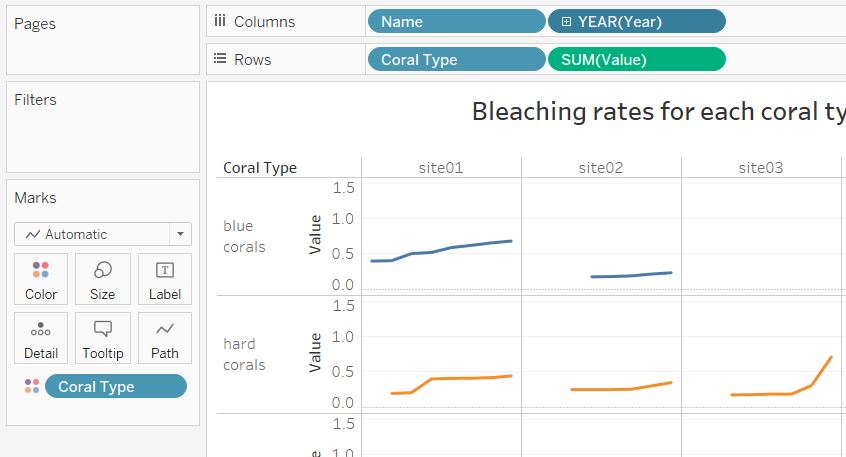 Pages
Columns
Name
YEAR(Year)
Rows
Coral Type
SUM(Value)
Filters
Marks
Automatic
Color
Size
Label
T
Detail
Tooltip
Path
Coral Type
Bleaching rates for each coral ty
Coral Type
site01
site02
site03
blue
corals
Value
1.5
1.0
0.5
0.0
hard
corals
Value
1.5
1.0
0.5
0.0
1.5
1.0